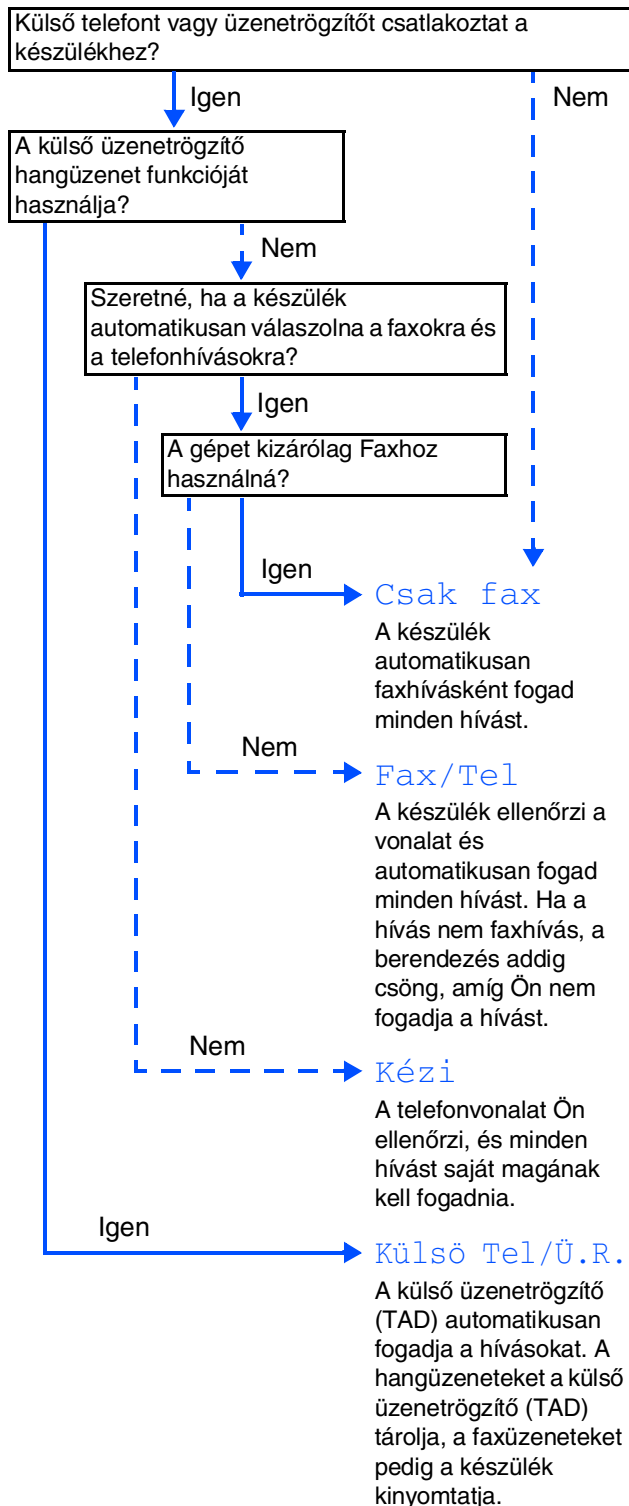 Külső telefont vagy üzenetrögzítőt csatlakoztat a
készülékhez?
Igen
Nem
A külső üzenetrögzítő
hangüzenet funkcióját
használja?
Nem
Szeretné, ha a készülék
automatikusan válaszolna a faxokra és
a telefonhívásokra?
Igen
A gépet kizárólag Faxhoz
használná?
Igen
Csak fax
A készülék
automatikusan
faxhívásként fogad
minden hívást.
Nem
Fax/Tel
A készülék ellenőrzi a
vonalat és
automatikusan fogad
minden hívást. Ha a
hívás nem faxhívás, a
berendezés addig
csöng, amíg Ön nem
fogadja a hívást.
Nem
Kézi
A telefonvonalat Ön
ellenőrzi, és minden
hívást saját magának
kell fogadnia.
Igen
Külsö Tel/Ü.R.
A külső üzenetrögzítő
(TAD) automatikusan
fogadja a hívásokat. A
hangüzeneteket a külső
üzenetrögzítő (TAD)
tárolja, a faxüzeneteket
pedig a készülék
kinyomtatja.